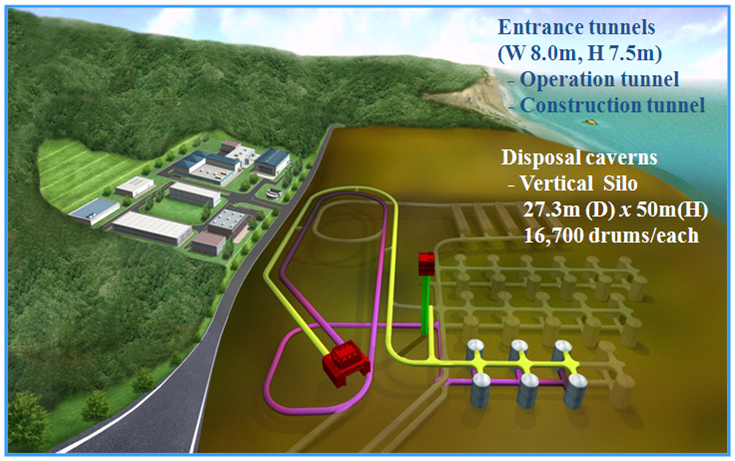 Entrance tunnels
(W 8.0m, H 7.5m)
- Operation tunnel
- Construction tunnel
Disposal caverns
- Vertical Silo
27.3m (D) x 50m(H)
16,700 drums/each